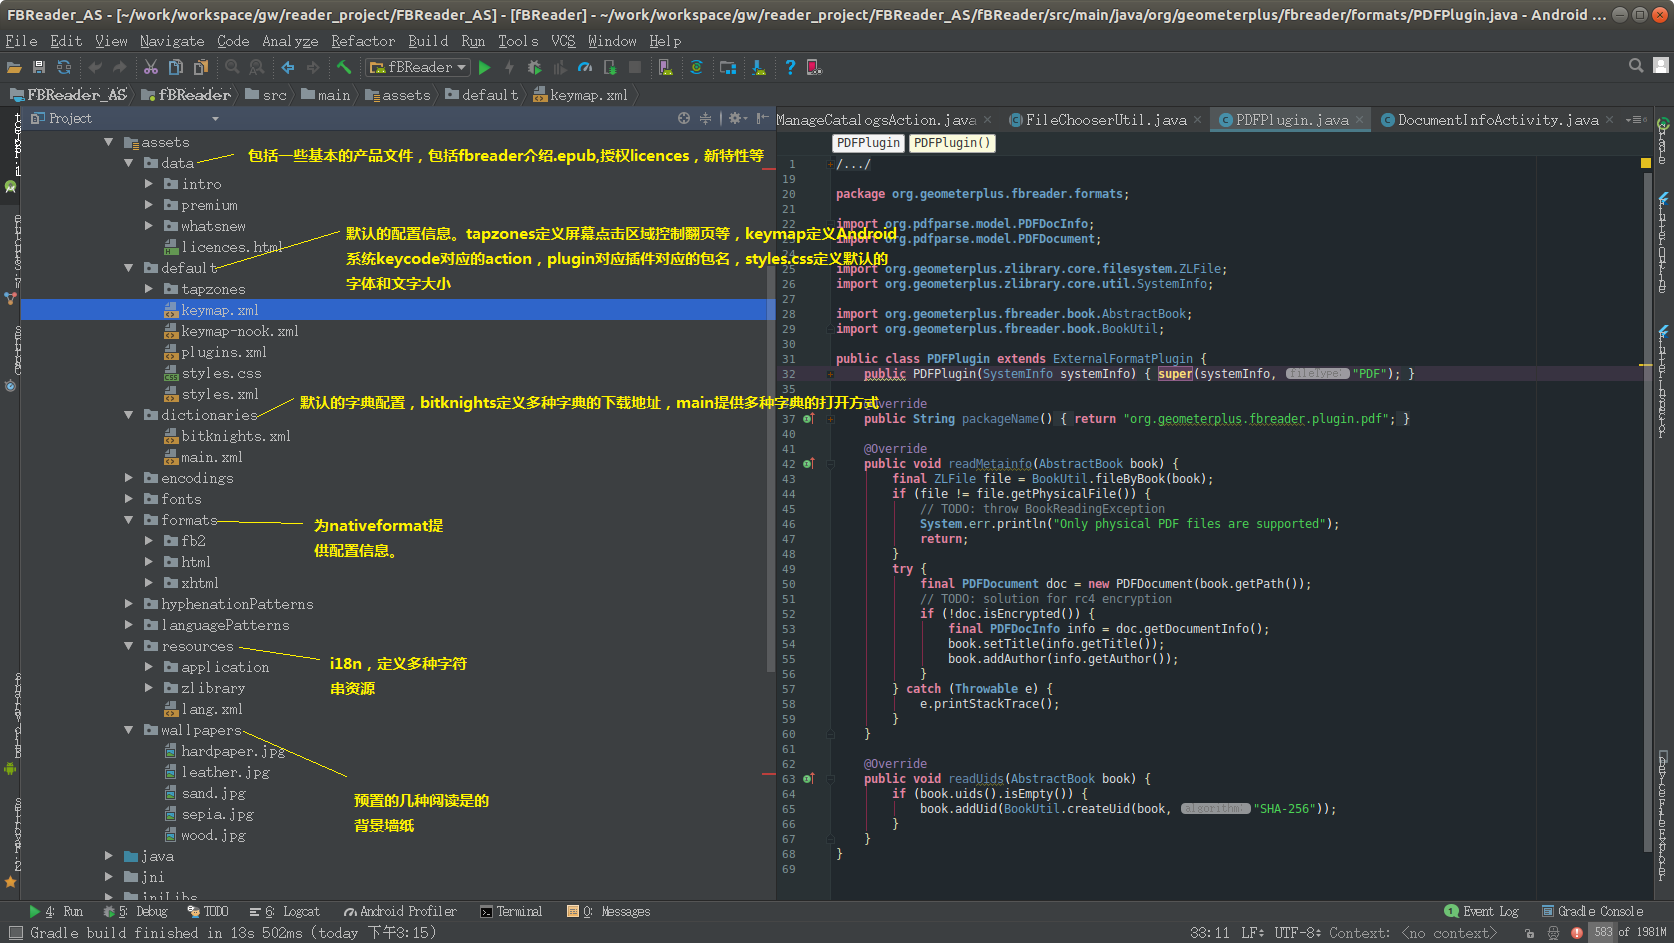 FBReader_AS - [~/work/workspace/gw/reader_project/FBReader_AS] - [fBReader] - ~/work/workspace/gw/reader_project/FBReader_AS/fBReader/src/main/java/org/geometerplus/fbreader/formats/PDFPlugin.java - Android ...
File Edit View Navigate Code Analyze Refactor Build Run Tools VCS Window Help
fBReader
FBReader_AS fBReader src main assets default keymap.xml
Project
ManageCatalogsAction.java FileChooserUtil.java PDFPlugin.java DocumentInfoActivity.java
PDFPlugin PDFPlugin()
assets
data
包括一些基本的产品文件，包括fbreader介绍.epub,授权licences，新特性等
intro
premium
whatsnew
licences.html
默认的配置信息。tapzones定义屏幕点击区域控制翻页等，keymap定义Android
系统keycode对应的action，plugin对应插件对应的包名，styles.css定义默认的
字体和文字大小
default
tapzones
keymap.xml
keymap-nook.xml
plugins.xml
styles.css
styles.xml
dictionaries
默认的字典配置，bitknights定义多种字典的下载地址，main提供多种字典的打开方式
bitknights.xml
main.xml
encodings
fonts
formats
为nativeformat提
供配置信息。
fb2
html
xhtml
hyphenationPatterns
languagePatterns
resources
i18n，定义多种字符
串资源
application
zlibrary
lang.xml
wallpapers
预置的几种阅读是的
背景墙纸
hardpaper.jpg
leather.jpg
sand.jpg
sepia.jpg
wood.jpg
java
jni
jniLibs
1 /.../
19
20 package org.geometerplus.fbreader.formats;
21
22 import org.pdfparse.model.PDFDocInfo;
import org.pdfparse.model.PDFDocument;
25 import org.geometerplus.zlibrary.core.filesystem.ZLFile;
26 import org.geometerplus.zlibrary.core.util.SystemInfo;
27
28 import org.geometerplus.fbreader.book.AbstractBook;
29 import org.geometerplus.fbreader.book.BookUtil;
30
31 public class PDFPlugin extends ExternalFormatPlugin {
32 public PDFPlugin(SystemInfo systemInfo) { super(systemInfo, fileType: "PDF"); }
35
@Override
37 public String packageName() { return "org.geometerplus.fbreader.plugin.pdf"; }
40
41 @Override
42 public void readMetainfo(AbstractBook book) {
43 final ZLFile file = BookUtil.fileByBook(book);
44 if (file != file.getPhysicalFile()) {
45 // TODO: throw BookReadingException
46 System.err.println("Only physical PDF files are supported");
47 return;
48 }
49 try {
50 final PDFDocument doc = new PDFDocument(book.getPath());
51 // TODO: solution for rc4 encryption
52 if (!doc.isEncrypted()) {
53 final PDFDocInfo info = doc.getDocumentInfo();
54 book.setTitle(info.getTitle());
55 book.addAuthor(info.getAuthor());
56 }
57 } catch (Throwable e) {
58 e.printStackTrace();
59 }
60 }
61
62 @Override
63 public void readUids(AbstractBook book) {
64 if (book.uids().isEmpty()) {
65 book.addUid(BookUtil.createUid(book, algorithm: "SHA-256"));
66 }
67 }
68 }
69
4: Run 5: Debug TODO 6: Logcat Android Profiler Terminal 0: Messages 1 Event Log Gradle Console
Gradle build finished in 13s 502ms (today 下午3:15) 33:11 LF UTF-8 Context: <no context> 583 of 1981M